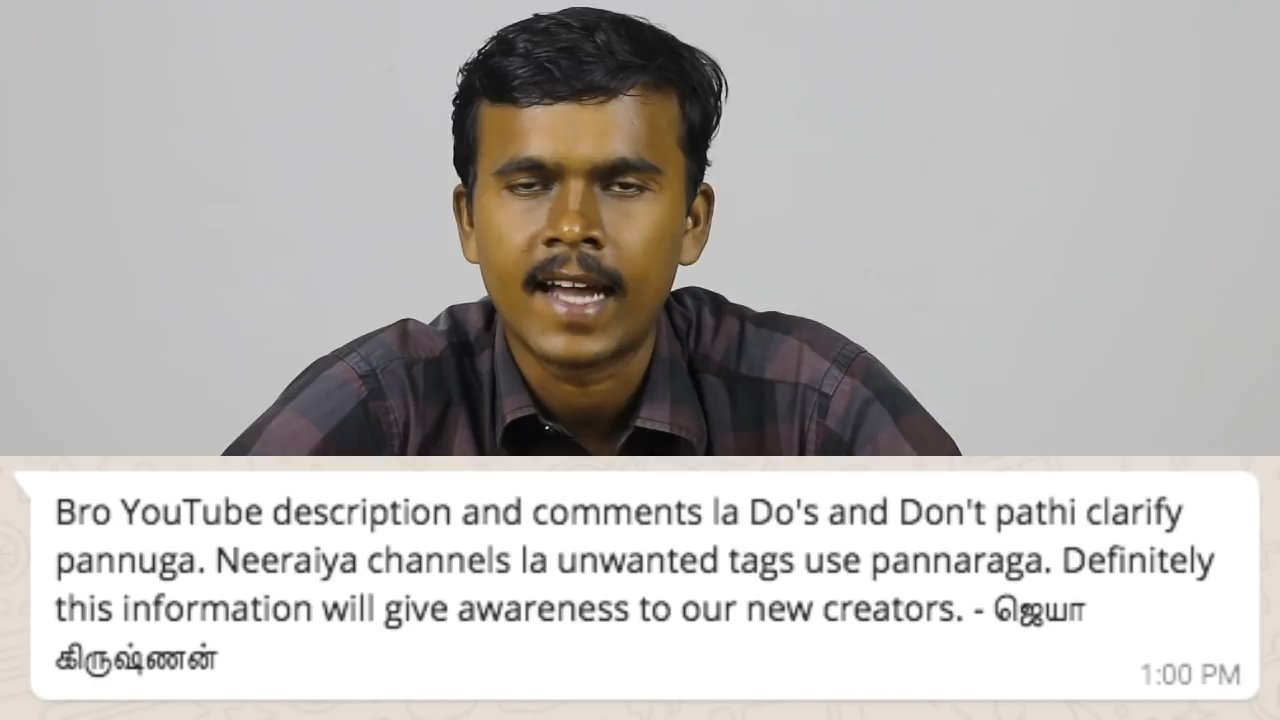 Bro YouTube description and comments la Do's and Don't pathi clarify
pannuga. Neeraiya channels la unwanted tags use pannaraga. Definitely
this information will give awareness to our new creators. - ஜெயா
கிருஷ்ணன்
1:00 PM